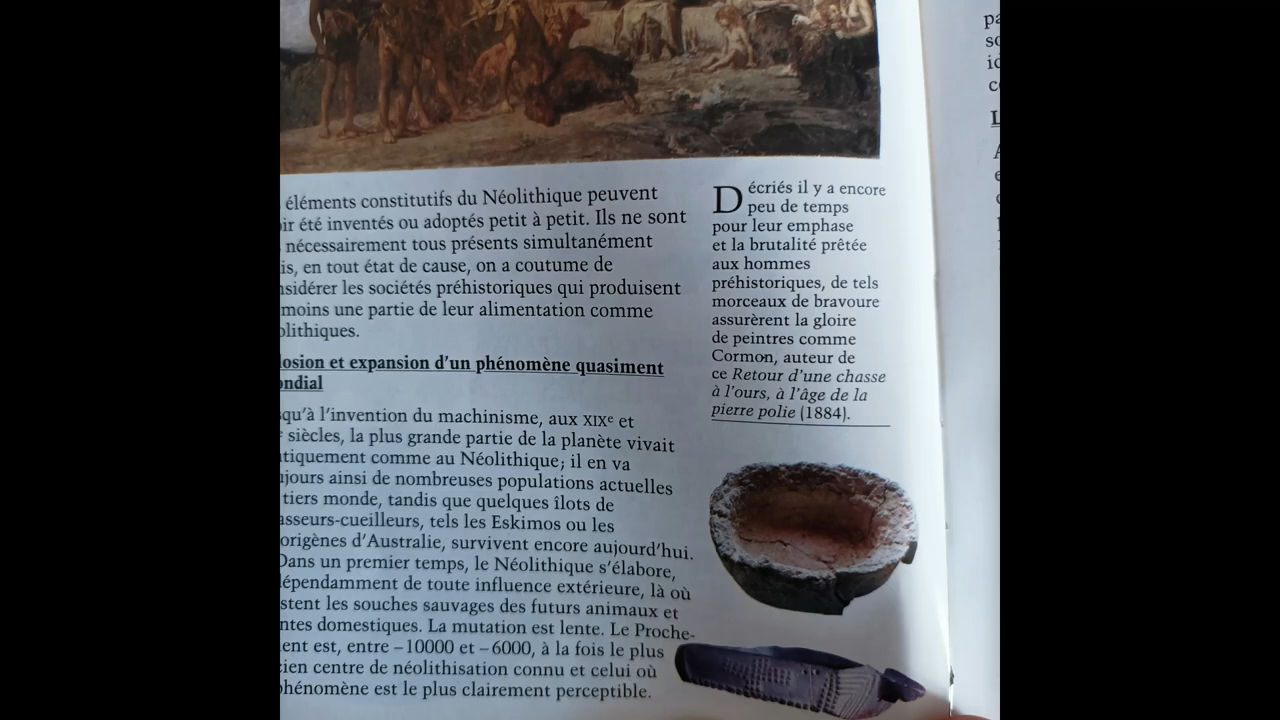 éléments constitutifs du Néolithique peuvent
été inventés ou adoptés petit à petit. Ils ne sont
nécessairement tous présents simultanément
en tout état de cause, on a coutume de
les sociétés préhistoriques qui produisent
moins une partie de leur alimentation comme
et expansion d'un phénomène quasiment
à l'invention du machinisme, aux XIXe et
siècles, la plus grande partie de la planète vivait
comme au Néolithique; il en va
ainsi de nombreuses populations actuelles
tiers monde, tandis que quelques îlots de
tels les Eskimos ou les
d'Australie, survivent encore aujourd'hui.
Dans un premier temps, le Néolithique s'élabore,
de toute influence extérieure, là où
les souches sauvages des futurs animaux et
domestiques. La mutation est lente. Le Proche-
est, entre –10000 et –6000, à la fois le plus
centre de néolithisation connu et celui où
phénomène est le plus clairement perceptible.
Décriés il y a encore
peu de temps
pour leur emphase
et la brutalité prêtée
aux hommes
préhistoriques, de tels
morceaux de bravoure
assurèrent la gloire
de peintres comme
Cormon, auteur de
ce Retour d'une chasse
à l'ours, à l'âge de la
pierre polie (1884).